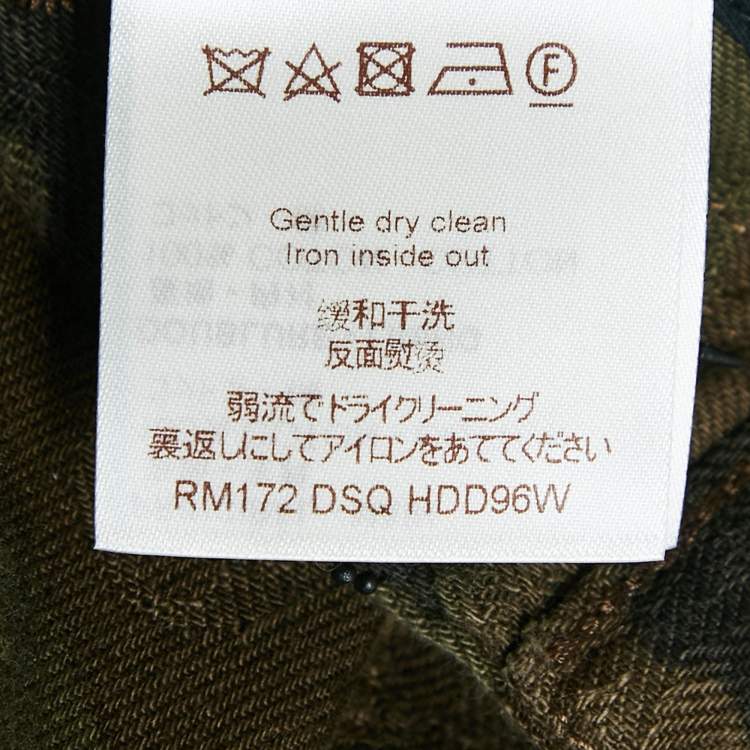 F
Gentle dry clean
Iron inside out
缓和干洗
反面熨烫
弱流でドライクリーニング
裏返しにしてアイロンをあててください
RM172 DSQ HDD96W